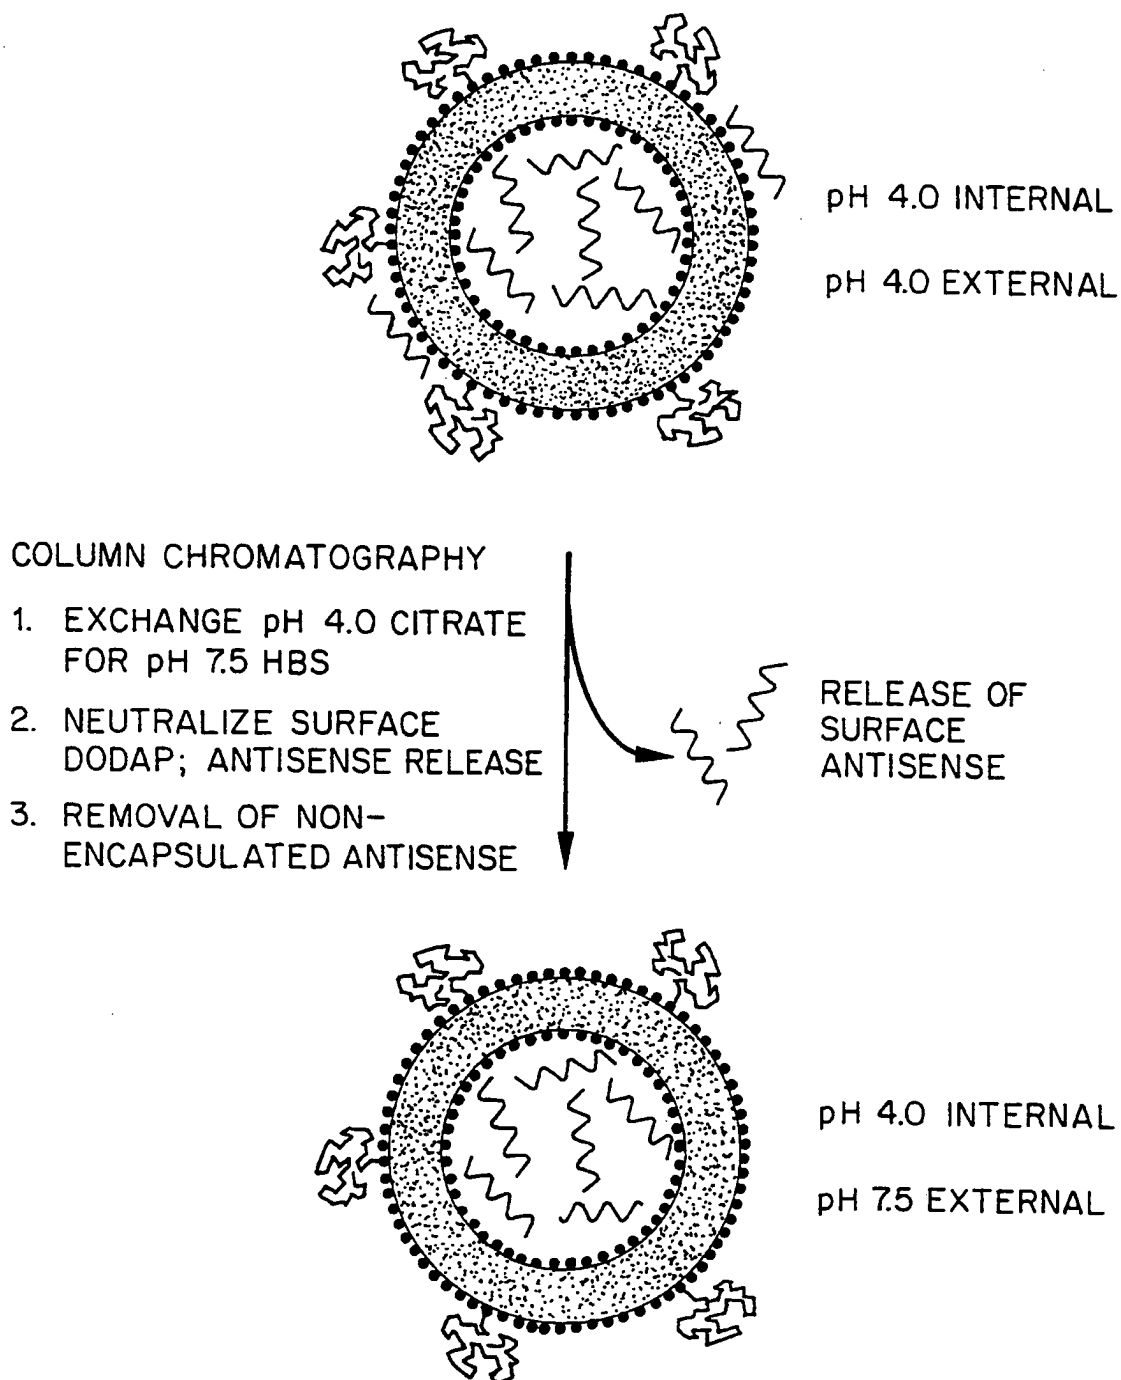 pH 4.0 INTERNAL
pH 4.0 EXTERNAL
COLUMN CHROMATOGRAPHY
1. EXCHANGE pH 4.0 CITRATE
FOR pH 7.5 HBS
2. NEUTRALIZE SURFACE
DODAP; ANTISENSE RELEASE
3. REMOVAL OF NON-
ENCAPSULATED ANTISENSE
RELEASE OF
SURFACE
ANTISENSE
pH 4.0 INTERNAL
pH 7.5 EXTERNAL